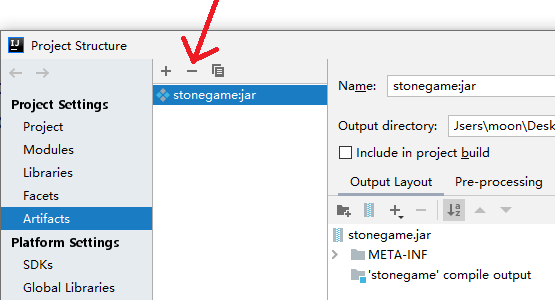 Project Structure
Project Settings
Project
Modules
Libraries
Facets
Artifacts
Platform Settings
SDKs
Global Libraries
stonegame:jar
Name: stonegame:jar
Output directory: Jsers\moon\Desk
Include in project build
Output Layout Pre-processing
stonegame.jar
META-INF
'stonegame' compile output